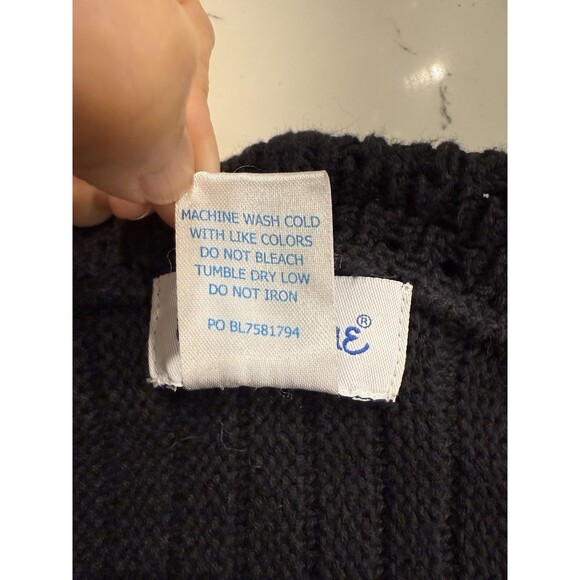 MACHINE WASH COLD
WITH LIKE COLORS
DO NOT BLEACH
TUMBLE DRY LOW
DO NOT IRON
PO BL7581794
®